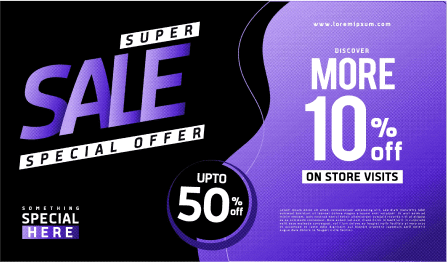 SUPER
SALE
SPECIAL OFFER
UPTO
50%
off
SOMETHING
SPECIAL
HERE
www.loremipsum.com
DISCOVER
MORE
10%
off
ON STORE VISITS